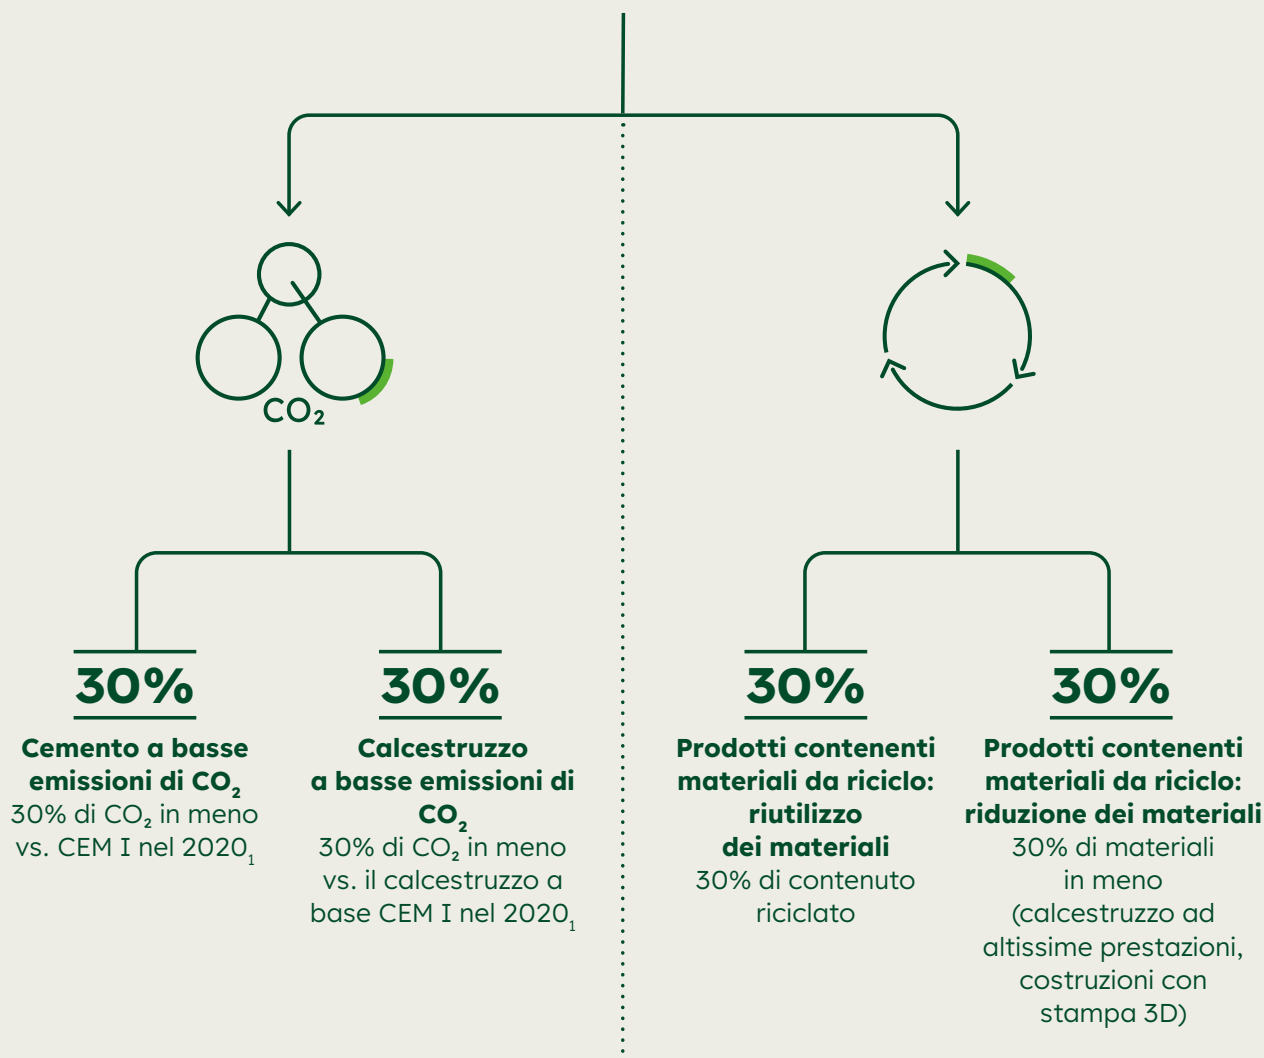 CO₂
30%
Cemento a basse
emissioni di CO₂
30% di CO₂ in meno
vs. CEM I nel 2020₁
30%
Calcestruzzo
a basse emissioni di
CO₂
30% di CO₂ in meno
vs. il calcestruzzo a
base CEM I nel 2020₁
30%
Prodotti contenenti
materiali da riciclo:
riutilizzo
dei materiali
30% di contenuto
riciclato
30%
Prodotti contenenti
materiali da riciclo:
riduzione dei materiali
30% di materiali
in meno
(calcestruzzo ad
altissime prestazioni,
costruzioni con
stampa 3D)